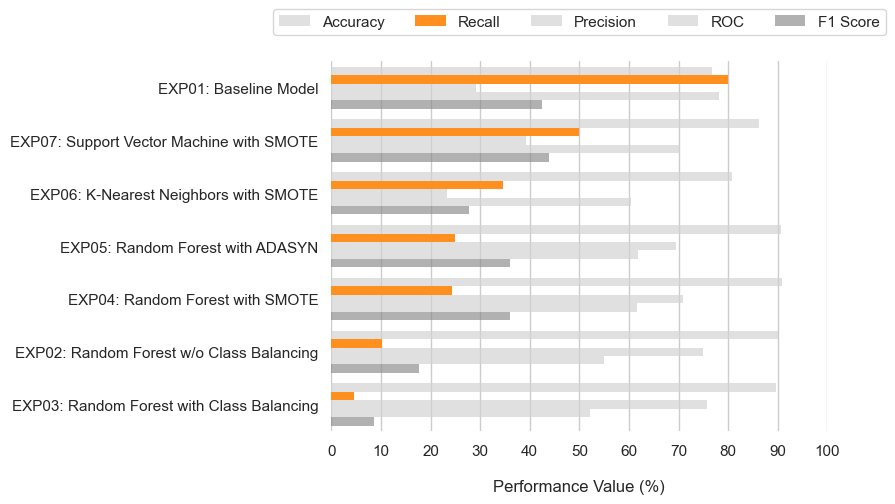 Accuracy Recall Precision ROC F1 Score
EXP01: Baseline Model
EXP07: Support Vector Machine with SMOTE
EXP06: K-Nearest Neighbors with SMOTE
EXP05: Random Forest with ADASYN
EXP04: Random Forest with SMOTE
EXP02: Random Forest w/o Class Balancing
EXP03: Random Forest with Class Balancing
0 10 20 30 40 50 60 70 80 90 100
Performance Value (%)